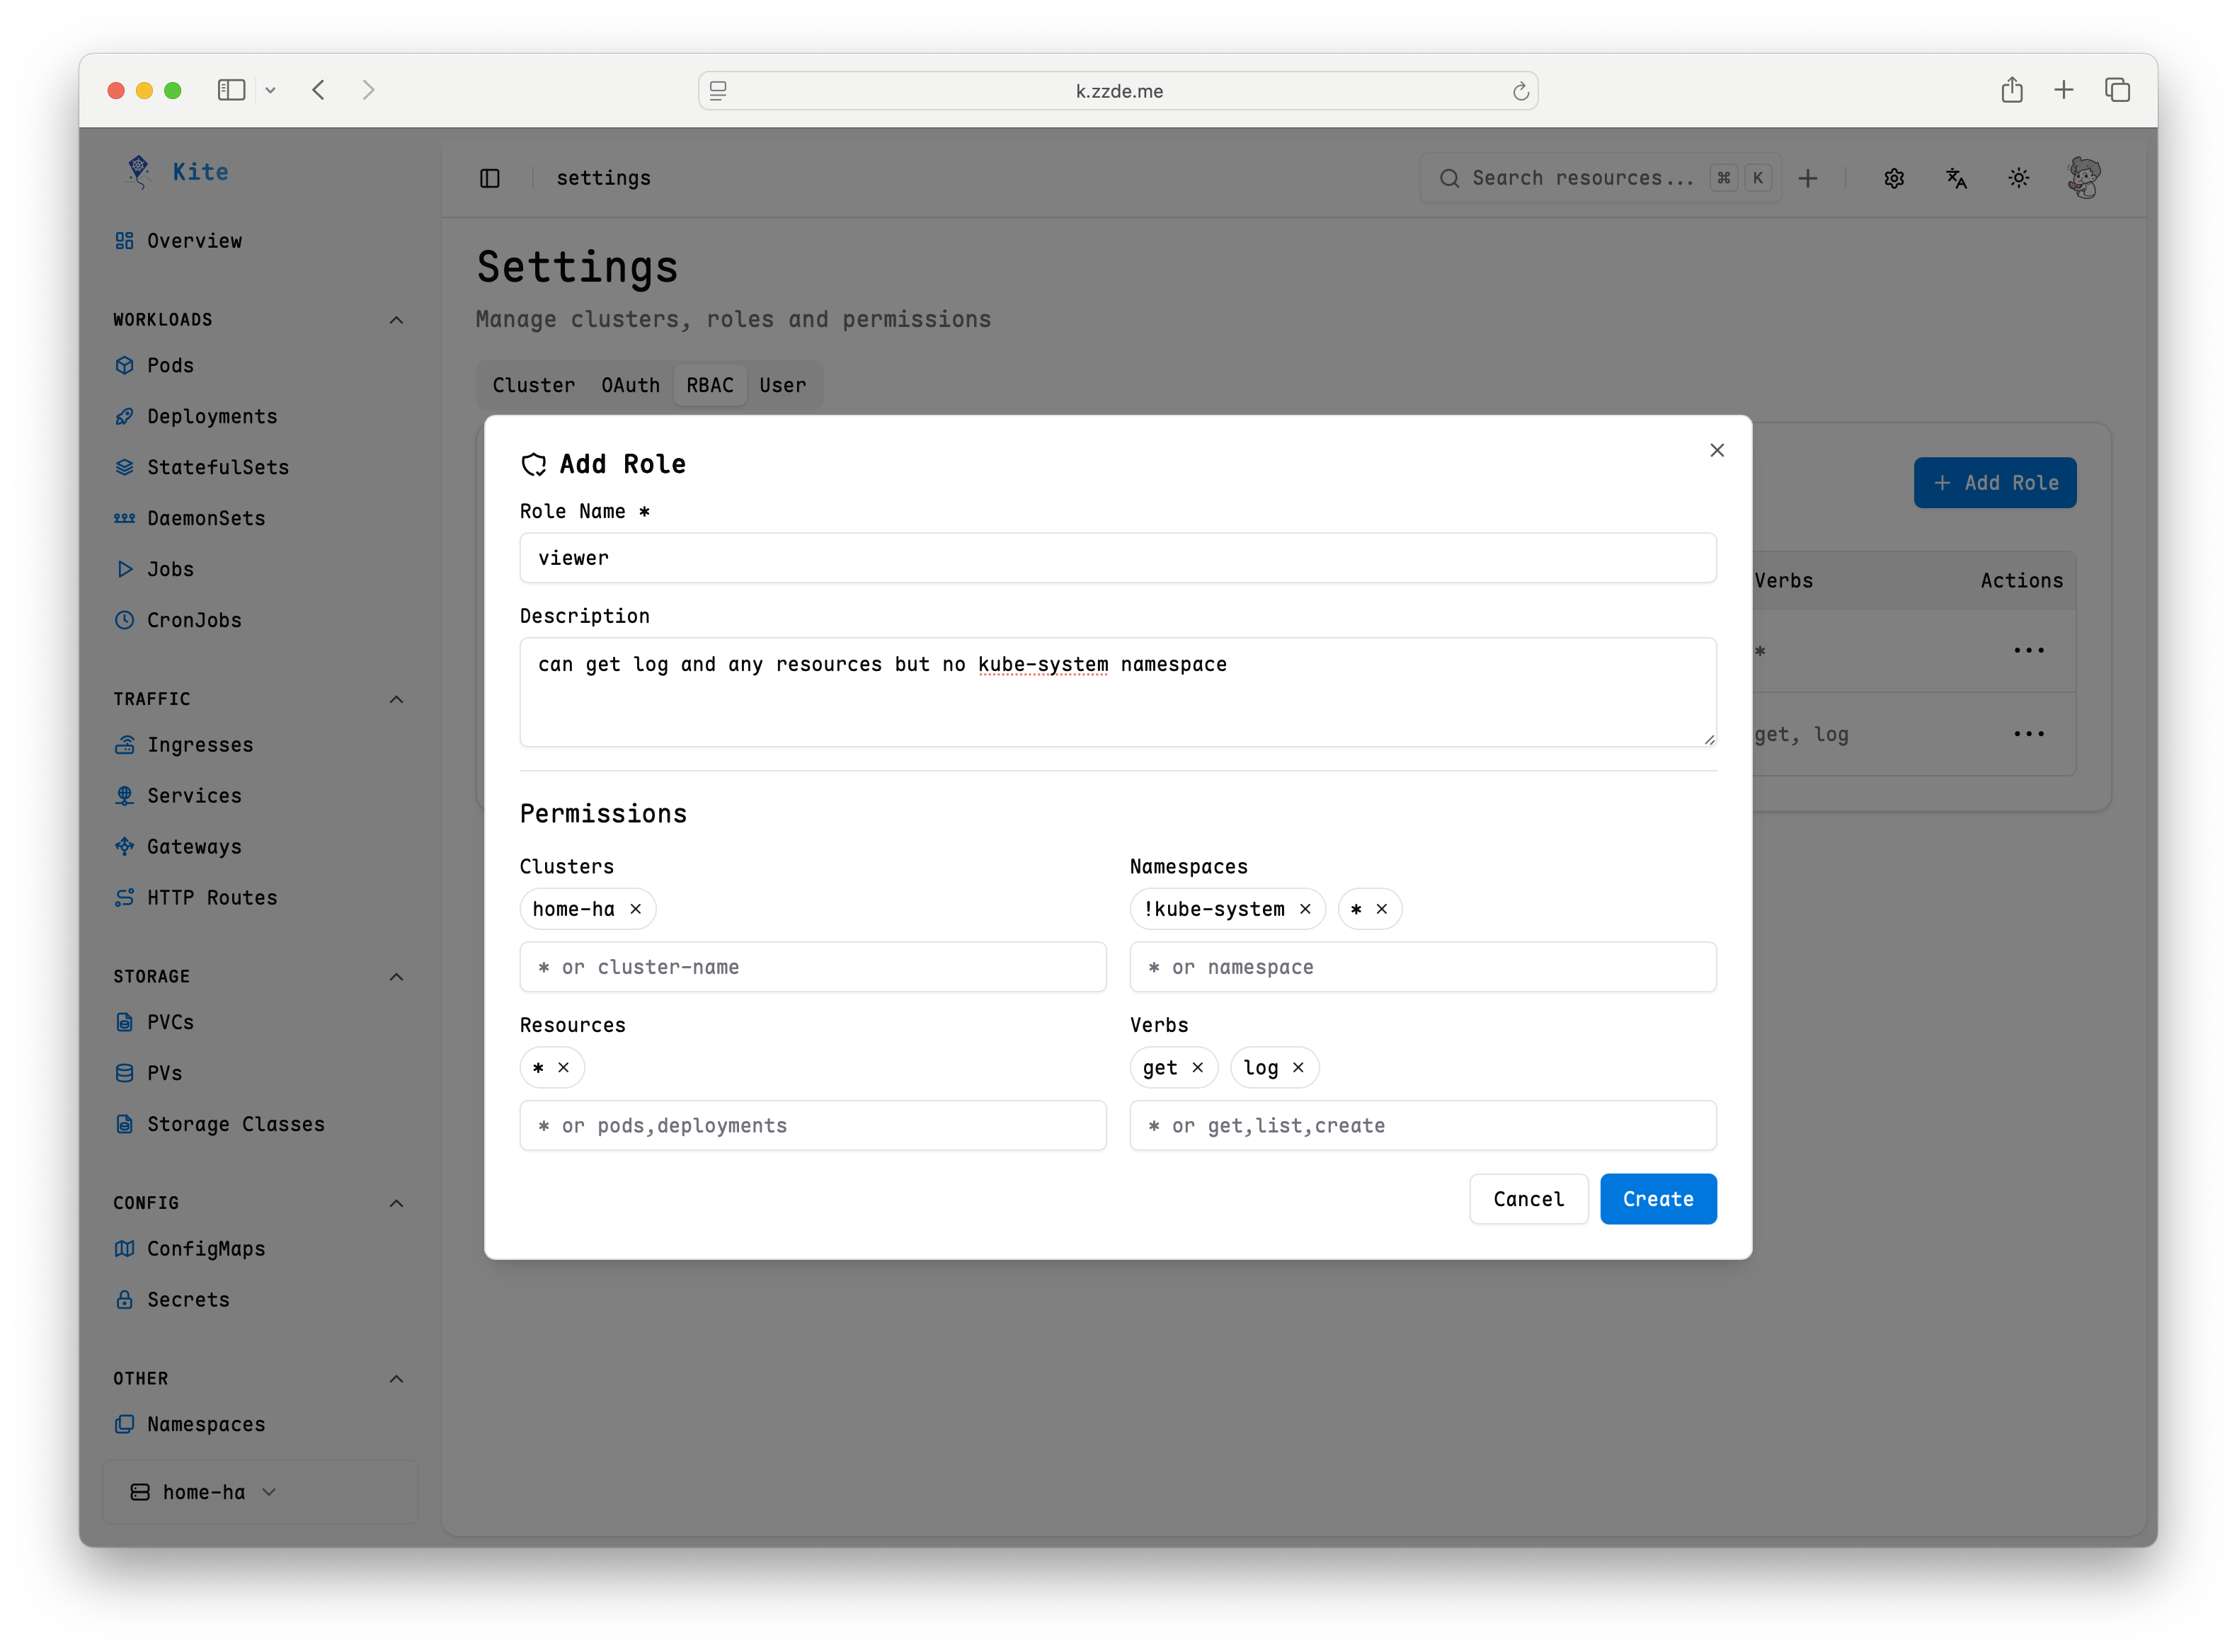 k.zzde.me
Kite
settings
Search resources... ⌘ K
Overview
WORKLOADS
Pods
Deployments
StatefulSets
DaemonSets
Jobs
CronJobs
TRAFFIC
Ingresses
Services
Gateways
HTTP Routes
STORAGE
PVCs
PVs
Storage Classes
CONFIG
ConfigMaps
Secrets
OTHER
Namespaces
home-ha
Settings
Manage clusters, roles and permissions
Cluster OAuth RBAC User
+ Add Role
Verbs Actions
* ...
get, log ...
Add Role
Role Name *
viewer
Description
can get log and any resources but no kube-system namespace
Permissions
Clusters
home-ha ×
* or cluster-name
Namespaces
!kube-system × * ×
* or namespace
Resources
* ×
* or pods,deployments
Verbs
get × log ×
* or get,list,create
Cancel Create